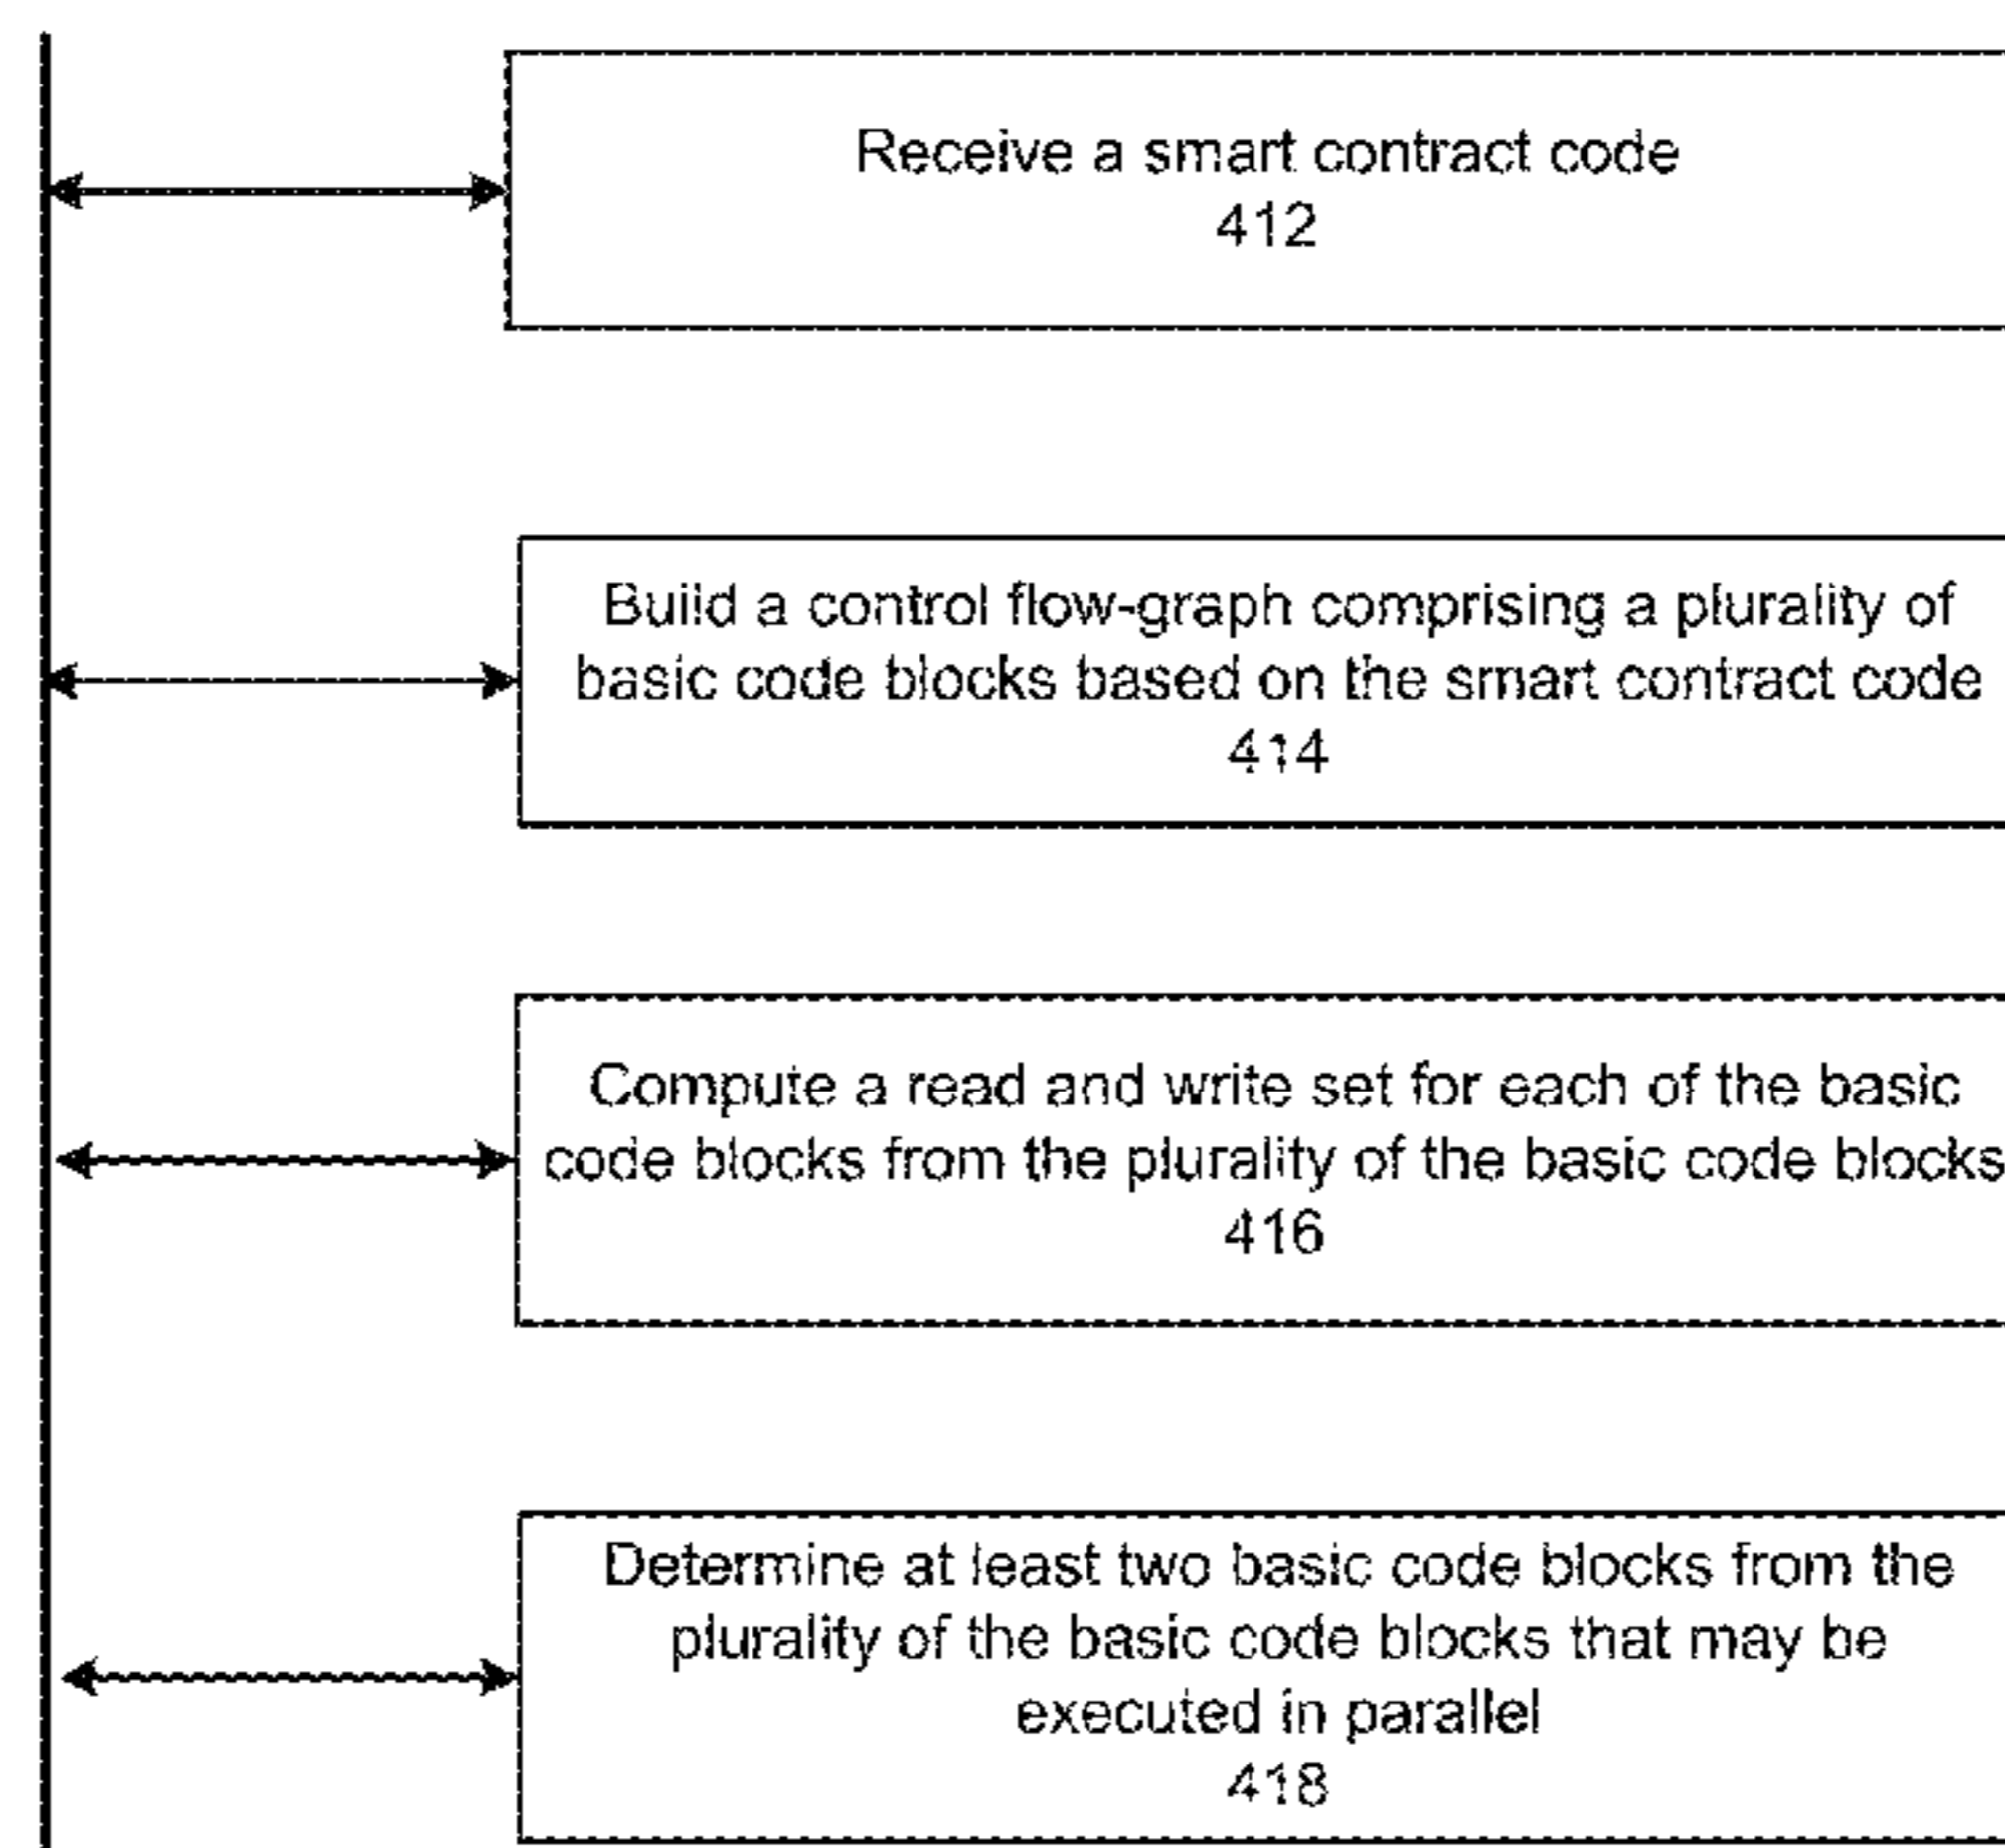 Receive a smart contract code
412
Build a control flow-graph comprising a plurality of
basic code blocks based on the smart contract code
414
Compute a read and write set for each of the basic
code blocks from the plurality of the basic code blocks
416
Determine at least two basic code blocks from the
plurality of the basic code blocks that may be
executed in parallel
418